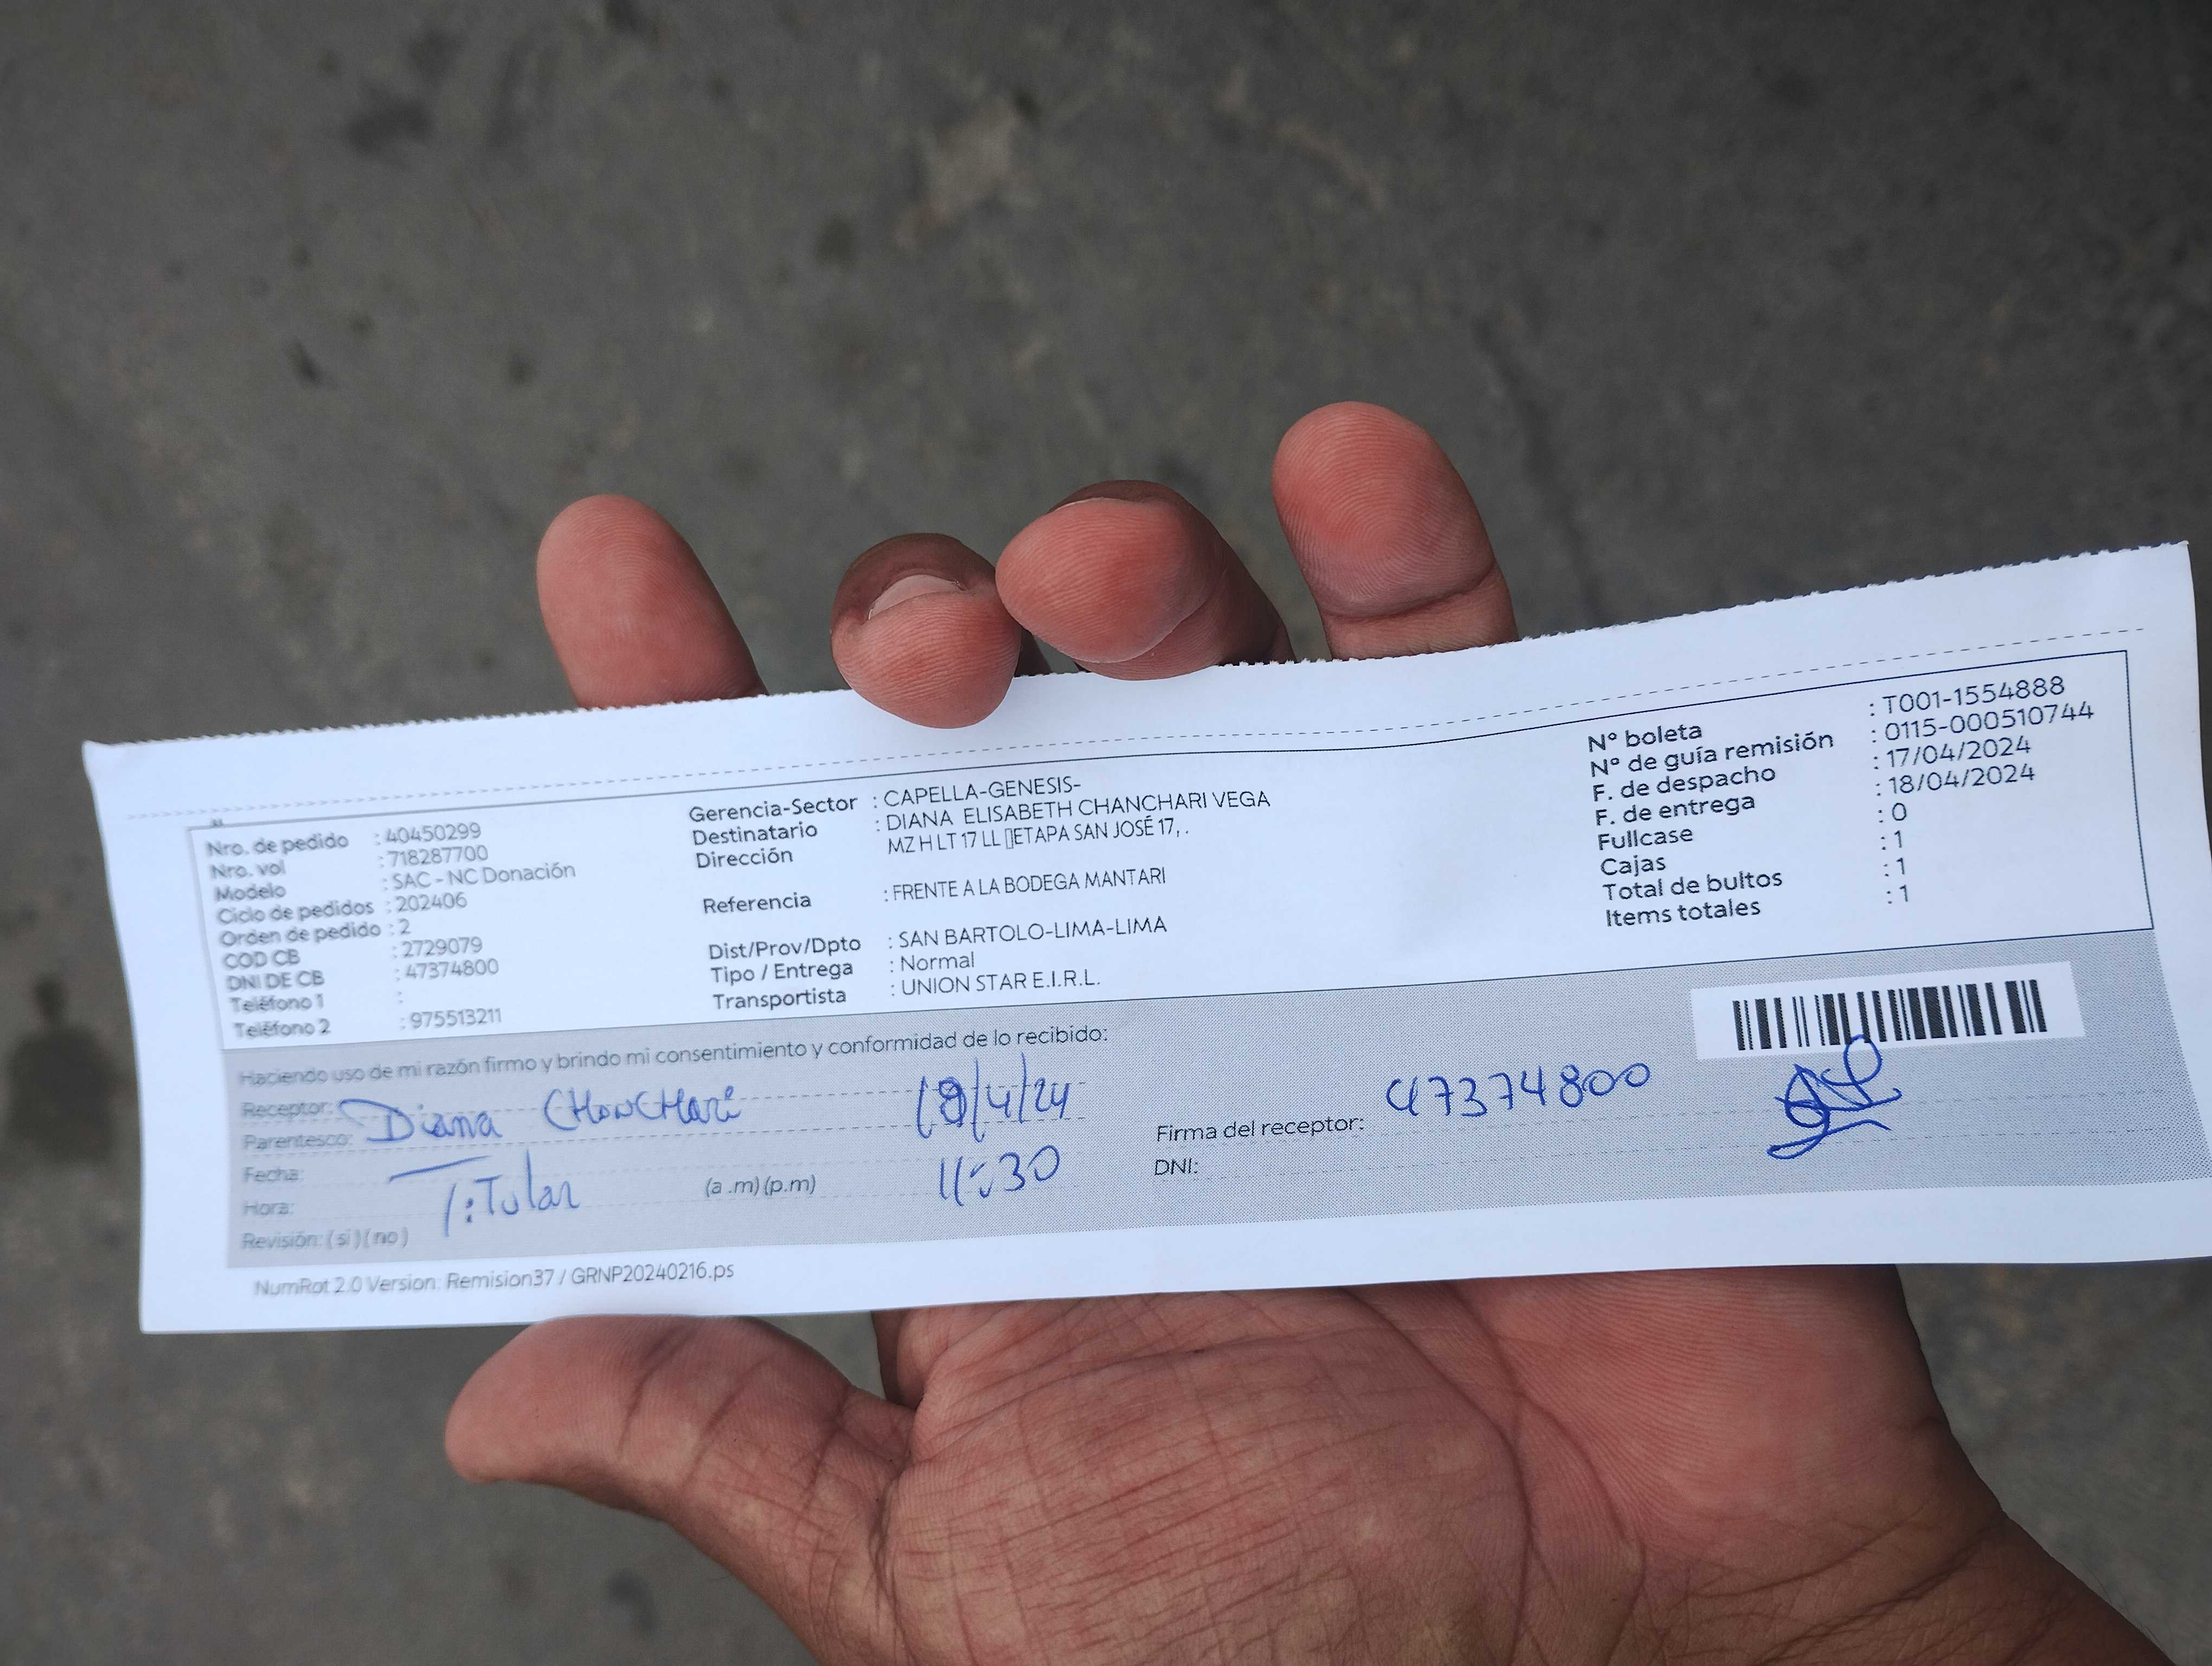 Nro. de pedido : 40450299
Nro. vol : 718287700
Modelo : SAC - NC Donación
Ciclo de pedidos : 202406
Orden de pedido : 2
COD CB : 2729079
DNI DE CB : 47374800
Teléfono 1 :
Teléfono 2 : 975513211
Gerencia-Sector : CAPELLA-GENESIS-
Destinatario : DIANA ELISABETH CHANCHARI VEGA
Dirección MZ H LT 17 LL []ETAPA SAN JOSÉ 17, .
Referencia : FRENTE A LA BODEGA MANTARI
Dist/Prov/Dpto : SAN BARTOLO-LIMA-LIMA
Tipo / Entrega : Normal
Transportista : UNION STAR E.I.R.L.
N° boleta : T001-1554888
N° de guía remisión : 0115-000510744
F. de despacho : 17/04/2024
F. de entrega : 18/04/2024
Fullcase : 0
Cajas : 1
Total de bultos : 1
Items totales : 1
Haciendo uso de mi razón firmo y brindo mi consentimiento y conformidad de lo recibido:
Receptor: Diana CHanCHari
Parentesco:
Fecha: 18/4/24
Hora: Titular (a .m) (p.m) 11:30
Revisión: ( si ) ( no )
Firma del receptor: 47374800
DNI:
NumRot 2.0 Version: Remision37 / GRNP20240216.ps